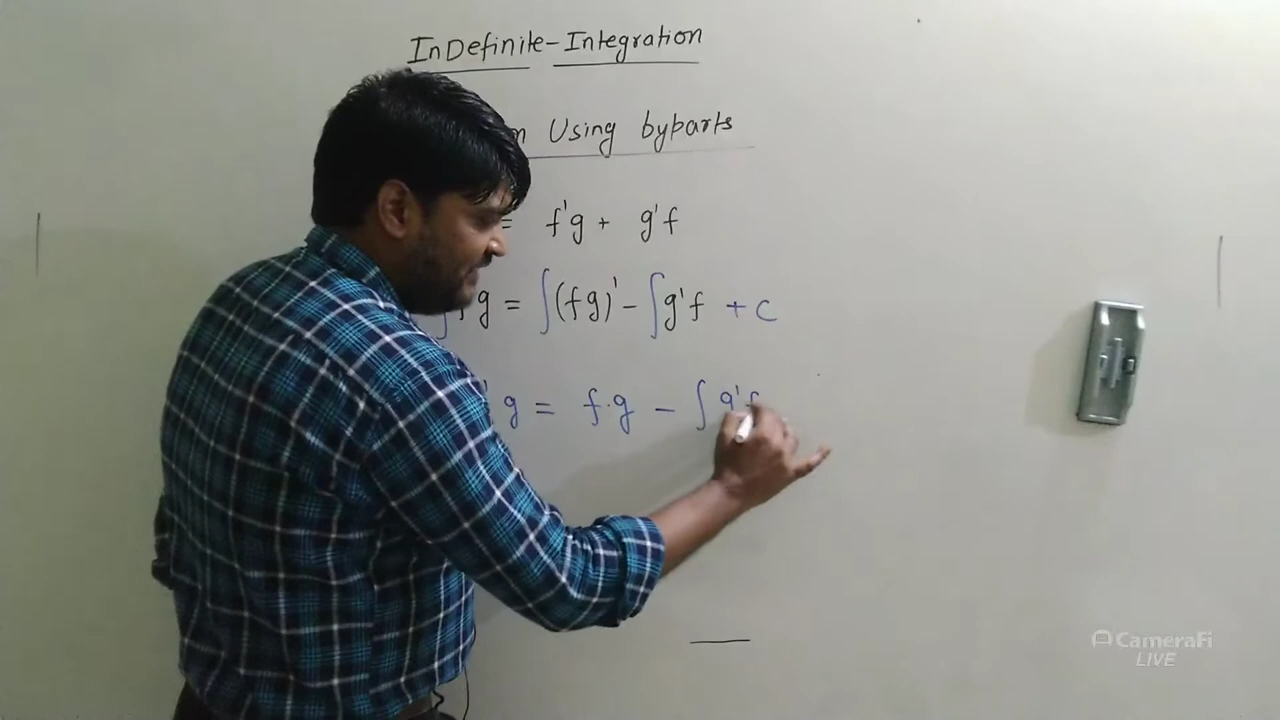 InDefinite-Integration
Using byparts
= f'g + g'f
g = ∫(fg)' - ∫g'f + c
g = f.g - ∫g'f
CameraFi
LIVE